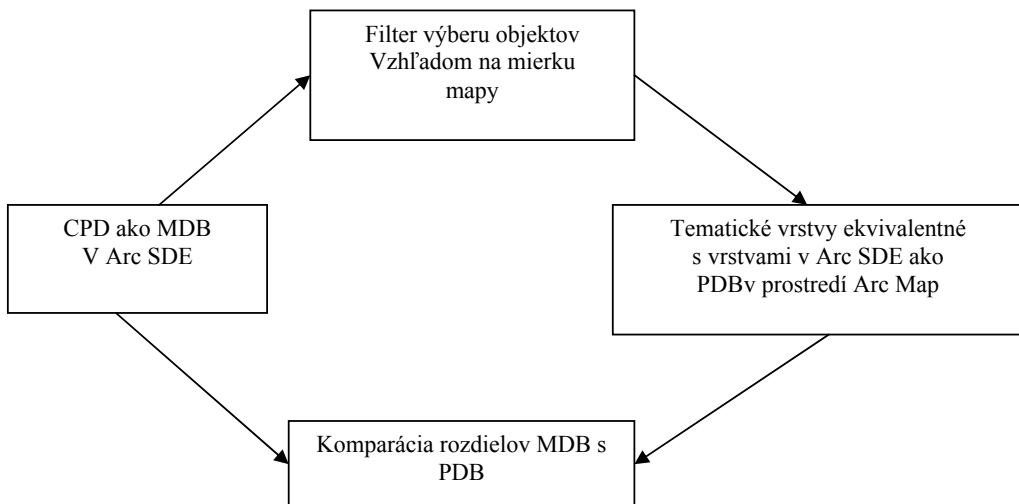 Filter výberu objektov
Vzhľadom na mierku
mapy
CPD ako MDB
V Arc SDE
Tematické vrstvy ekvivalentné
s vrstvami v Arc SDE ako
PDBv prostredí Arc Map
Komparácia rozdielov MDB s
PDB